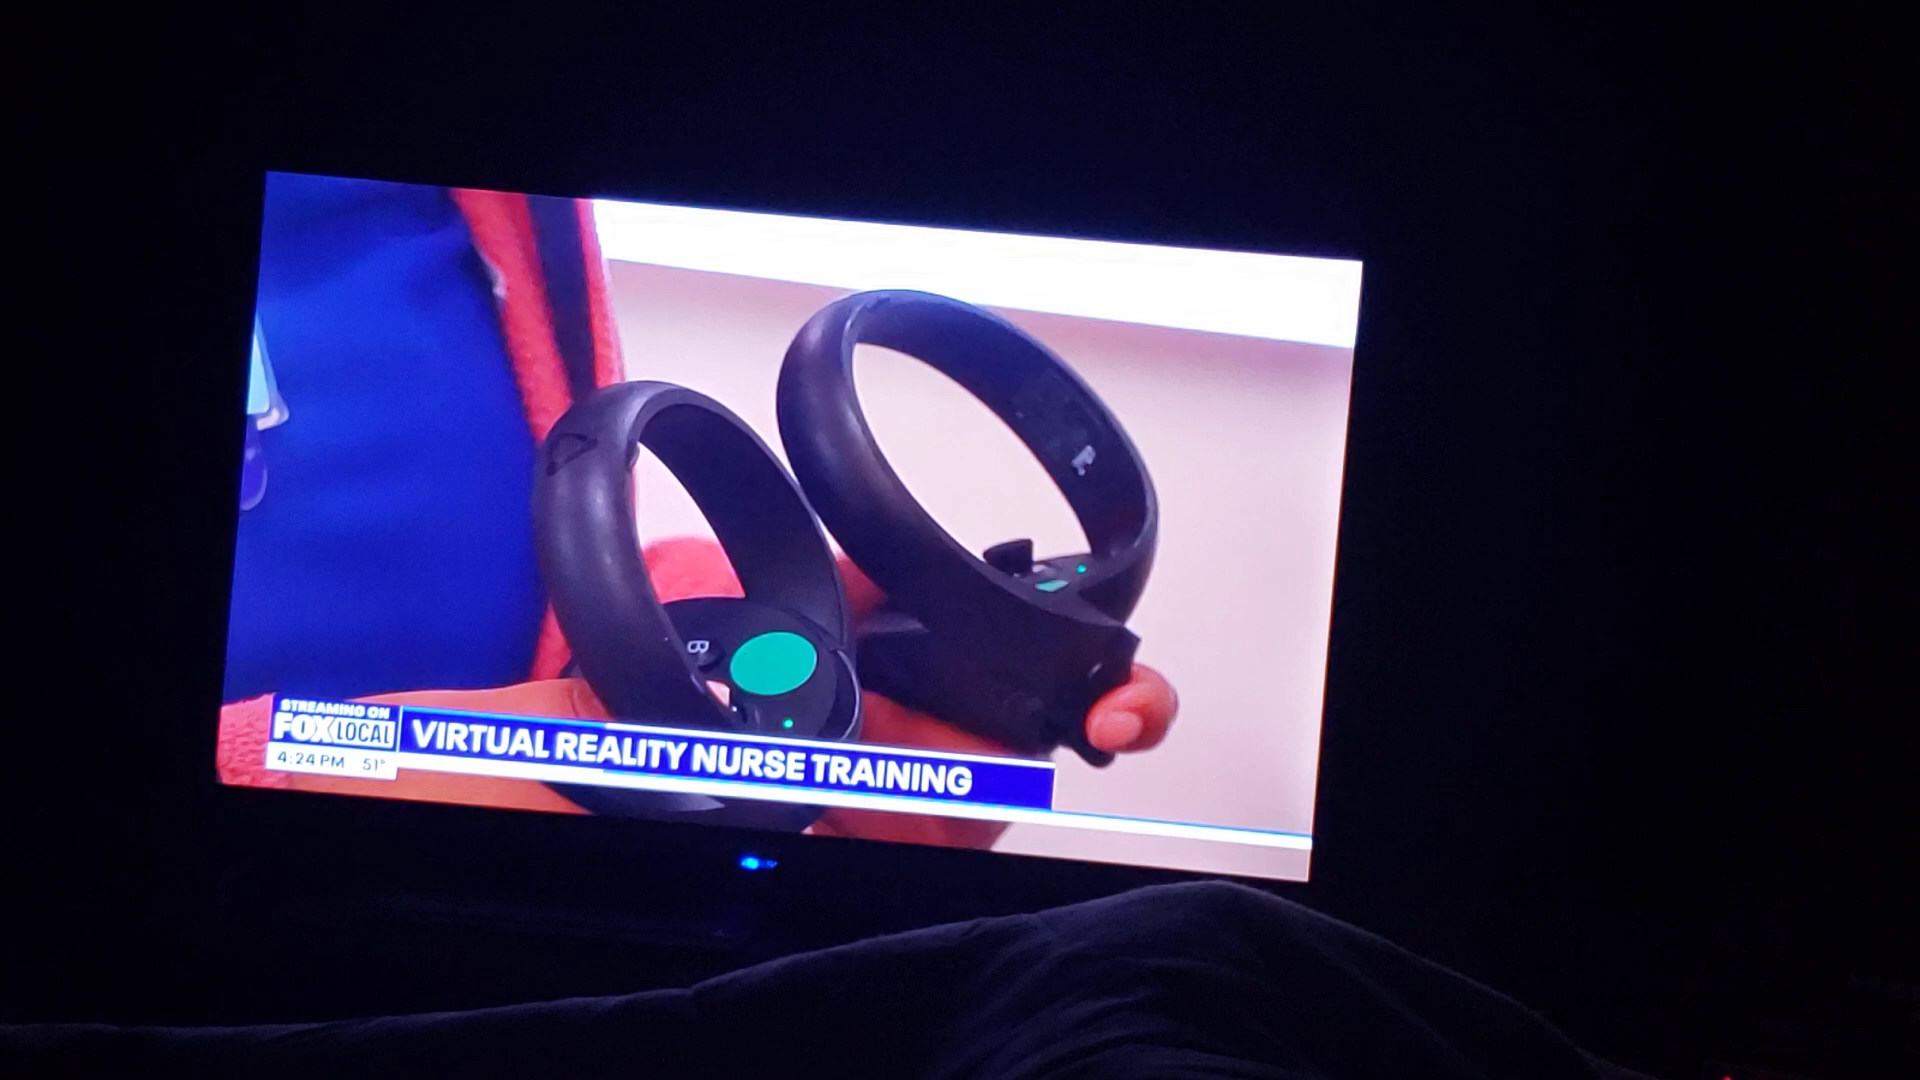 B
STREAMING ON
FOX LOCAL
4:24 PM 51°
VIRTUAL REALITY NURSE TRAINING